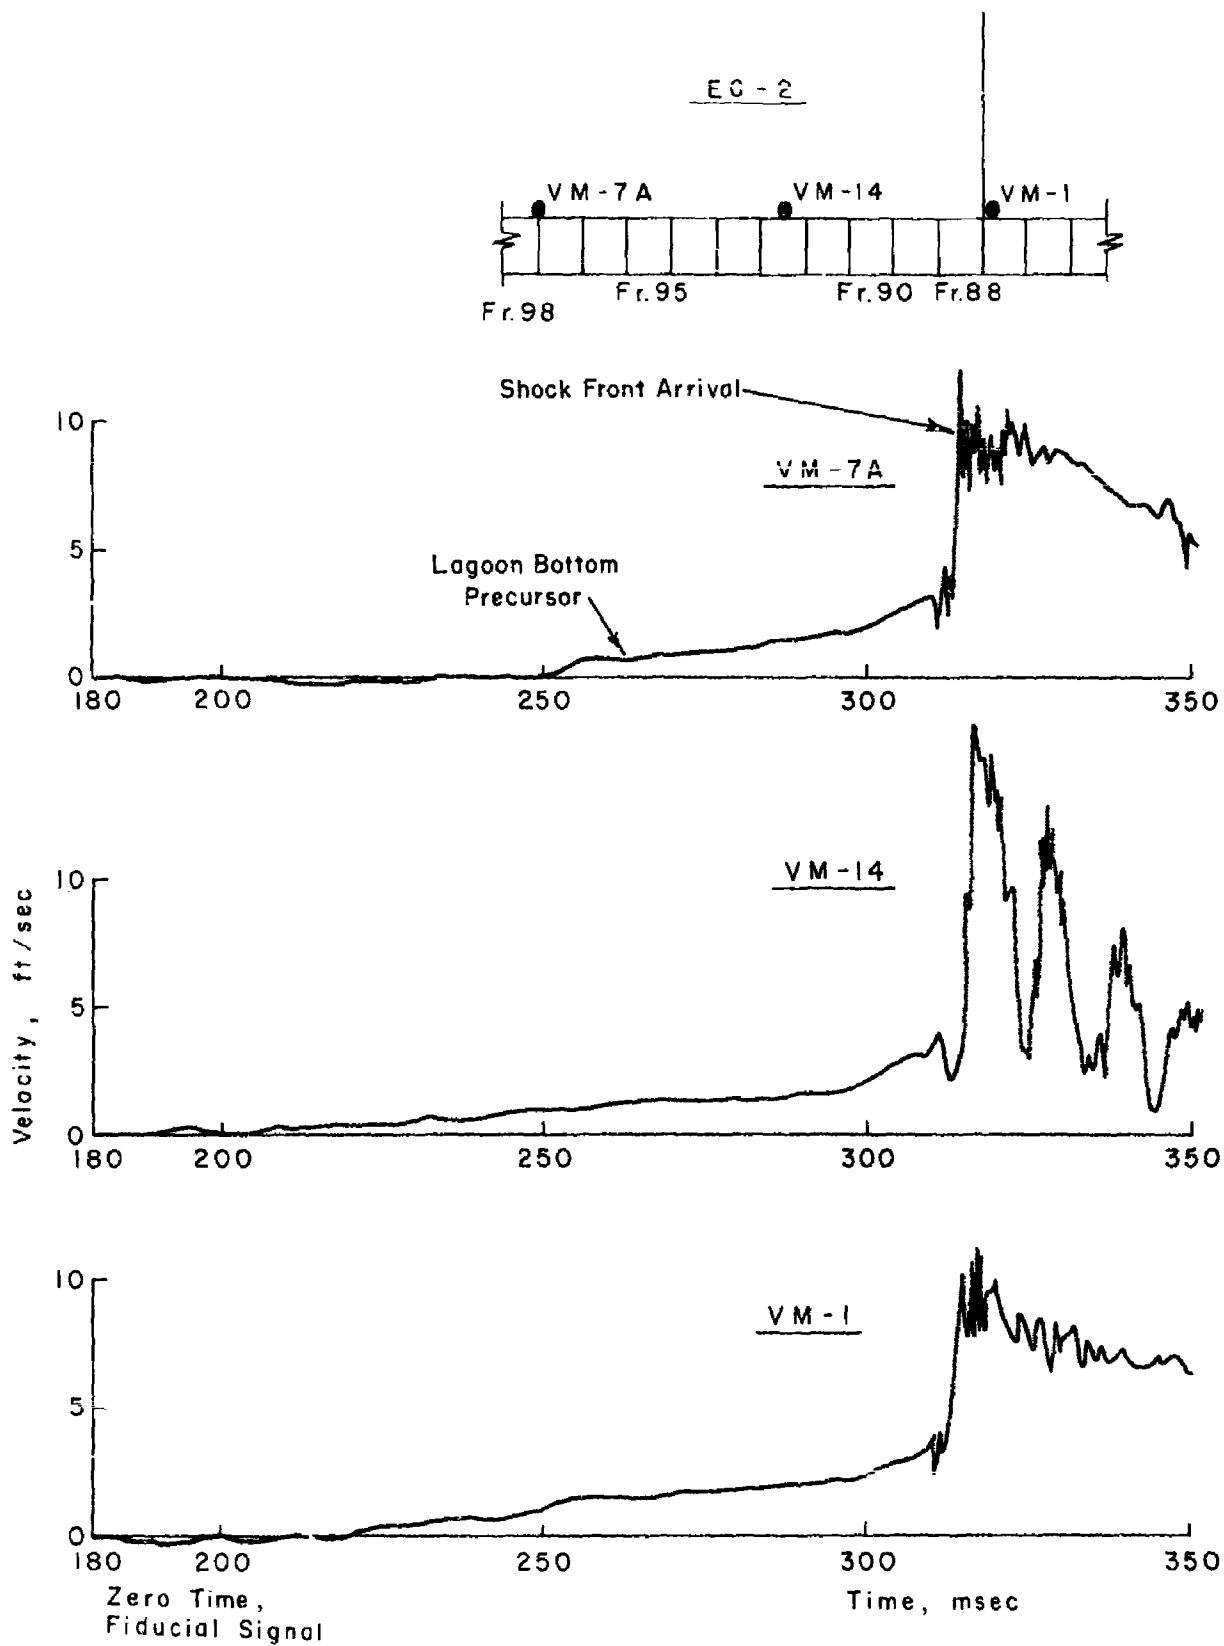 EC-2
VM-7A VM-14 VM-1
Fr.95 Fr.90 Fr.88
Fr.98
Shock Front Arrival
10
VM-7A
5
Lagoon Bottom
Precursor
0
180 200 250 300 350
VM-14
10
5
0
180 200 250 300 350
Velocity, ft/sec
10
VM-1
5
0
180 200 250 300 350
Zero Time,
Fiducial Signal
Time, msec